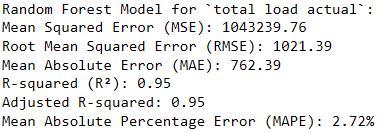 Random Forest Model for `total load actual`:
Mean Squared Error (MSE): 1043239.76
Root Mean Squared Error (RMSE): 1021.39
Mean Absolute Error (MAE): 762.39
R-squared (R²): 0.95
Adjusted R-squared: 0.95
Mean Absolute Percentage Error (MAPE): 2.72%